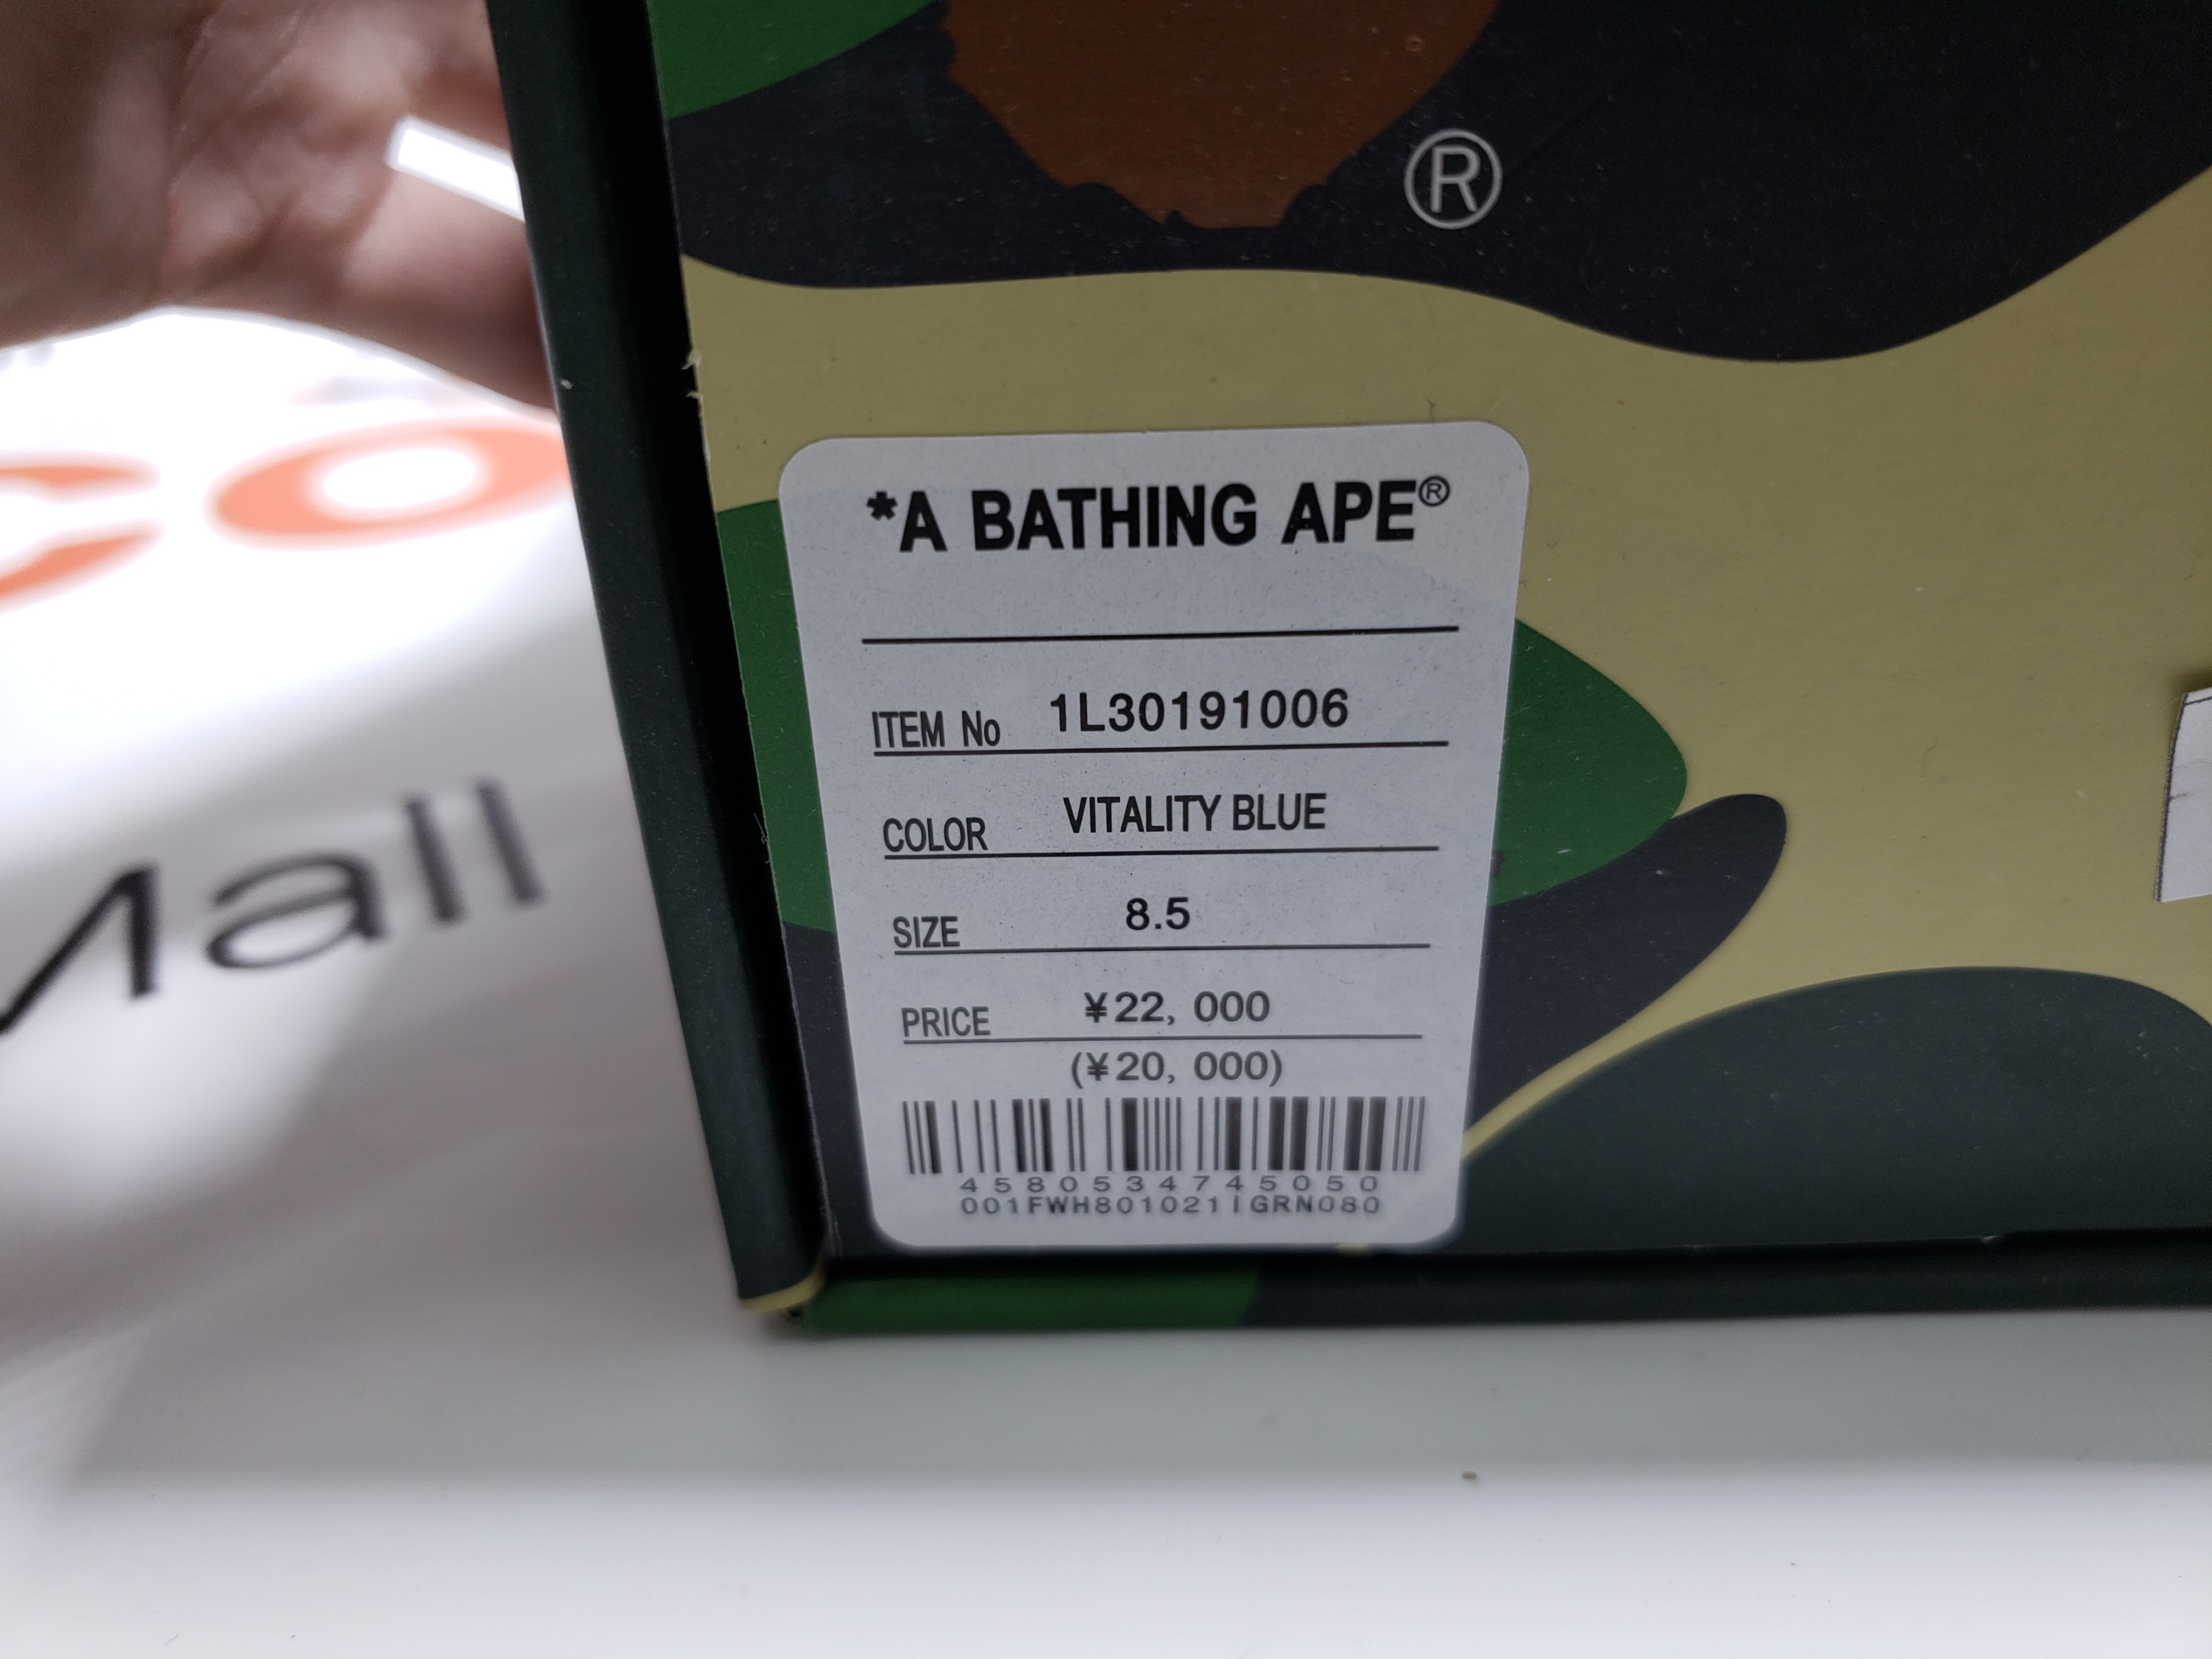 ®
*A BATHING APE®
ITEM No 1L30191006
COLOR VITALITY BLUE
SIZE 8.5
PRICE ¥22, 000
(¥20, 000)
4580534745050
001FWH801021IGRN080
CO
Mall